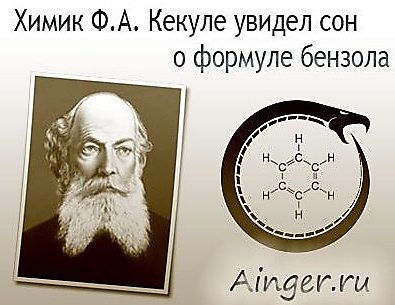 Химик Ф.А. Кекуле увидел сон
о формуле бензола
H
H C H
C C
C C
H C H
H
Ainger.ru